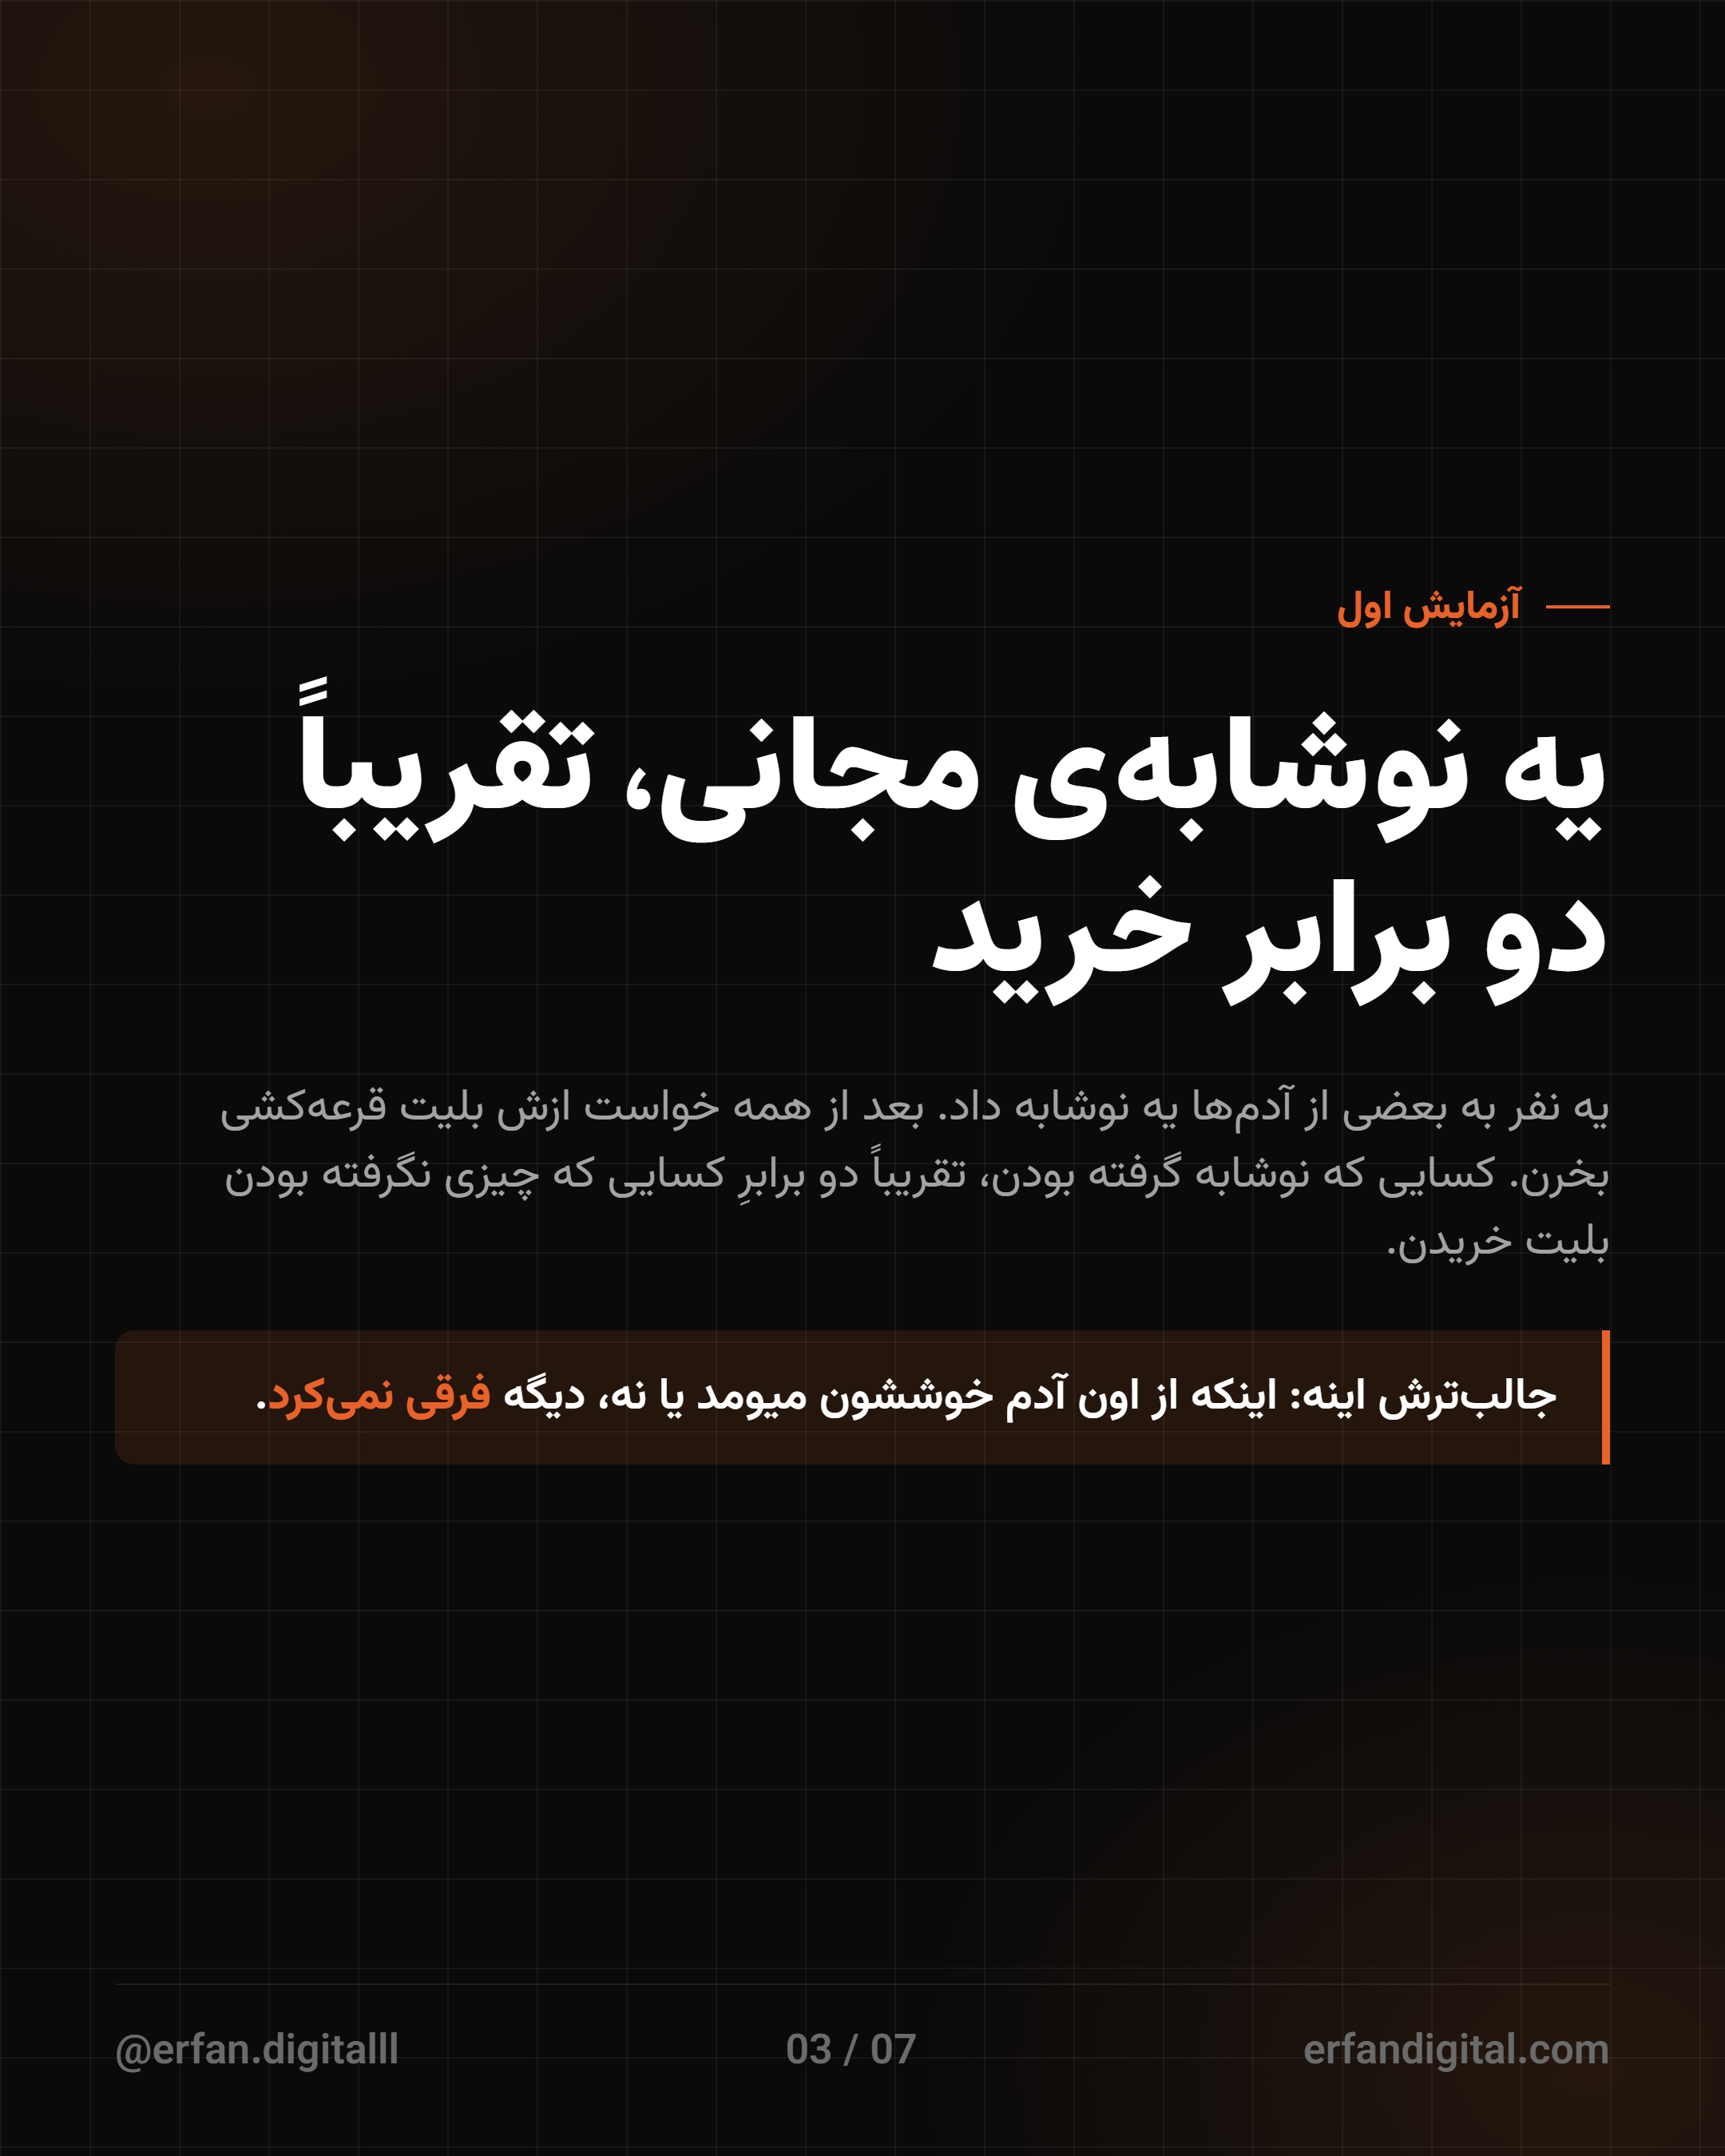 آزمایش اول
یه نوشابه‌ی مجانی، تقریباً
دو برابر خرید
یه نفر به بعضی از آدم‌ها یه نوشابه داد. بعد از همه خواست ازش بلیت قرعه‌کشی
بخرن. کسایی که نوشابه گرفته بودن، تقریباً دو برابرِ کسایی که چیزی نگرفته بودن
بلیت خریدن.
جالب‌ترش اینه: اینکه از اون آدم خوششون میومد یا نه، دیگه فرقی نمی‌کرد.
@erfan.digitalll 03 / 07 erfandigital.com